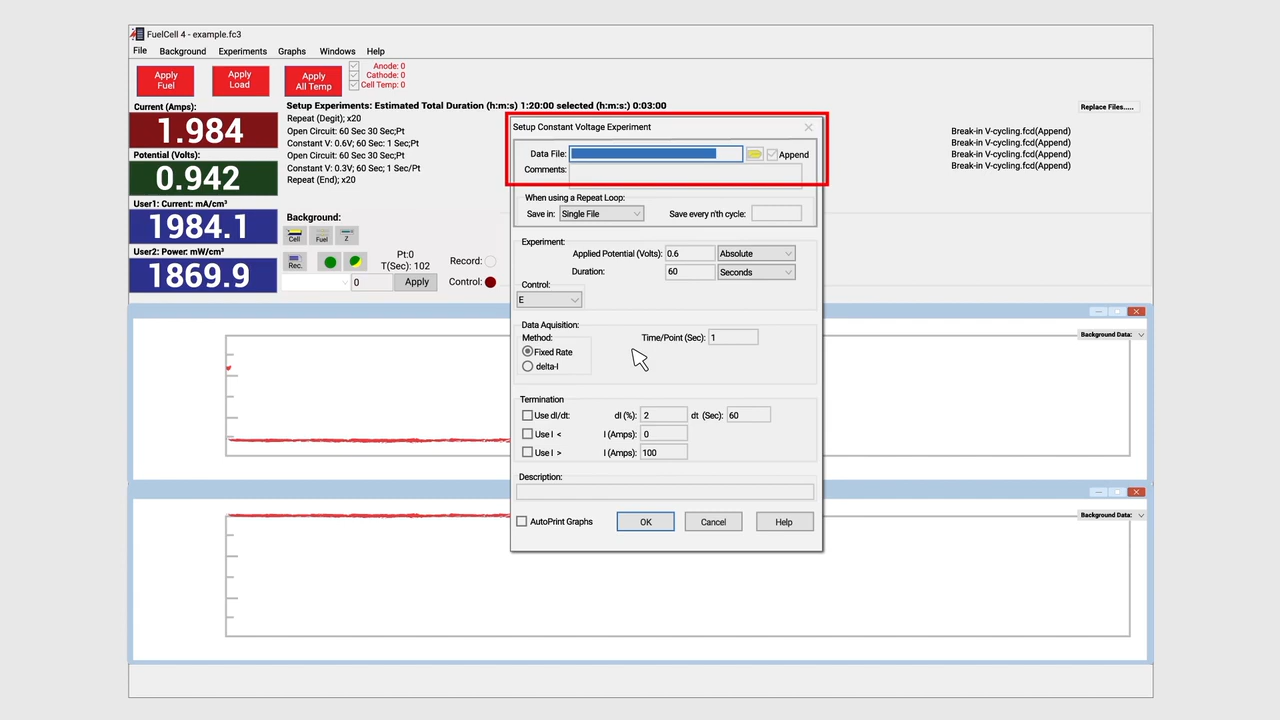 FuelCell 4 - example.fc3
File Background Experiments Graphs Windows Help
Apply Fuel
Apply Load
Apply All Temp
Anode: 0
Cathode: 0
Cell Temp: 0
Current (Amps):
1.984
Potential (Volts):
0.942
User1: Current: mA/cm³
1984.1
User2: Power: mW/cm³
1869.9
Setup Experiments: Estimated Total Duration (h:m:s) 1:20:00 selected (h:m:s:) 0:03:00
Repeat (Degit); x20
Open Circuit: 60 Sec 30 Sec;Pt
Constant V: 0.6V; 60 Sec: 1 Sec;Pt
Open Circuit: 60 Sec 30 Sec;Pt
Constant V: 0.3V; 60 Sec; 1 Sec/Pt
Repeat (End); x20
Replace Files.....
Break-in V-cycling.fcd(Append)
Break-in V-cycling.fcd(Append)
Break-in V-cycling.fcd(Append)
Break-in V-cycling.fcd(Append)
Background:
Cell Fuel Z
Rec.
Pt:0
T(Sec): 102
Record:
0 Apply Control:
Setup Constant Voltage Experiment
Data File: Append
Comments:
When using a Repeat Loop:
Save in: Single File Save every n'th cycle:
Experiment:
Applied Potential (Volts): 0.6 Absolute
Duration: 60 Seconds
Control:
E
Data Aquisition:
Method: Time/Point (Sec): 1
Fixed Rate
delta-I
Termination
Use dI/dt: dI (%): 2 dt (Sec): 60
Use I < I (Amps): 0
Use I > I (Amps): 100
Description:
AutoPrint Graphs OK Cancel Help
Background Data:
Background Data: